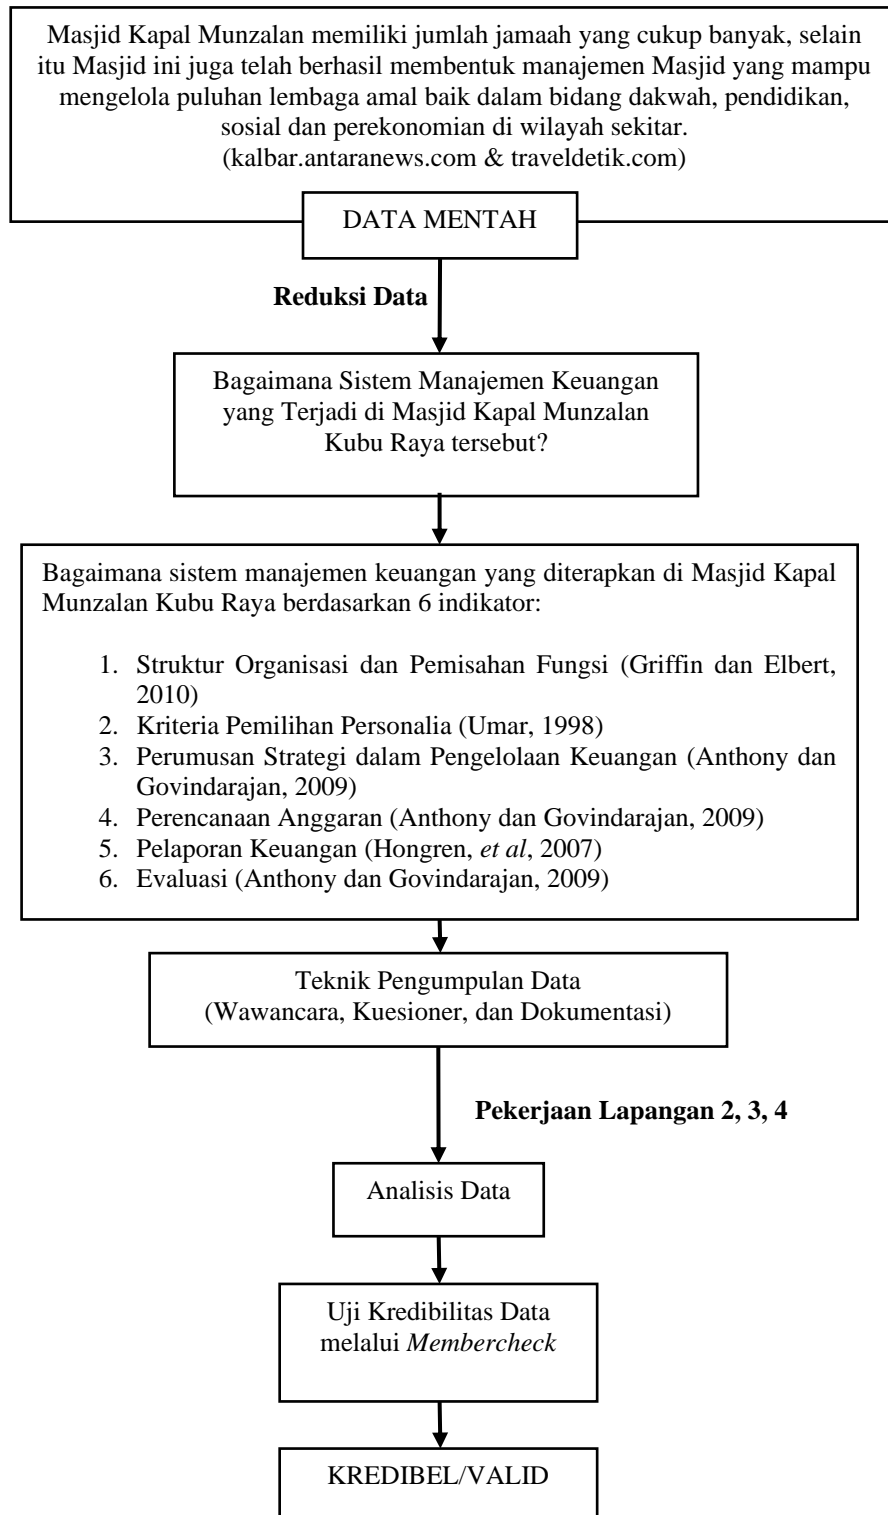 Masjid Kapal Munzalan memiliki jumlah jamaah yang cukup banyak, selain
itu Masjid ini juga telah berhasil membentuk manajemen Masjid yang mampu
mengelola puluhan lembaga amal baik dalam bidang dakwah, pendidikan,
sosial dan perekonomian di wilayah sekitar.
(kalbar.antaranews.com & traveldetik.com)
DATA MENTAH
Reduksi Data
Bagaimana Sistem Manajemen Keuangan
yang Terjadi di Masjid Kapal Munzalan
Kubu Raya tersebut?
Bagaimana sistem manajemen keuangan yang diterapkan di Masjid Kapal
Munzalan Kubu Raya berdasarkan 6 indikator:
1. Struktur Organisasi dan Pemisahan Fungsi (Griffin dan Elbert,
2010)
2. Kriteria Pemilihan Personalia (Umar, 1998)
3. Perumusan Strategi dalam Pengelolaan Keuangan (Anthony dan
Govindarajan, 2009)
4. Perencanaan Anggaran (Anthony dan Govindarajan, 2009)
5. Pelaporan Keuangan (Hongren, et al, 2007)
6. Evaluasi (Anthony dan Govindarajan, 2009)
Teknik Pengumpulan Data
(Wawancara, Kuesioner, dan Dokumentasi)
Pekerjaan Lapangan 2, 3, 4
Analisis Data
Uji Kredibilitas Data
melalui Membercheck
KREDIBEL/VALID